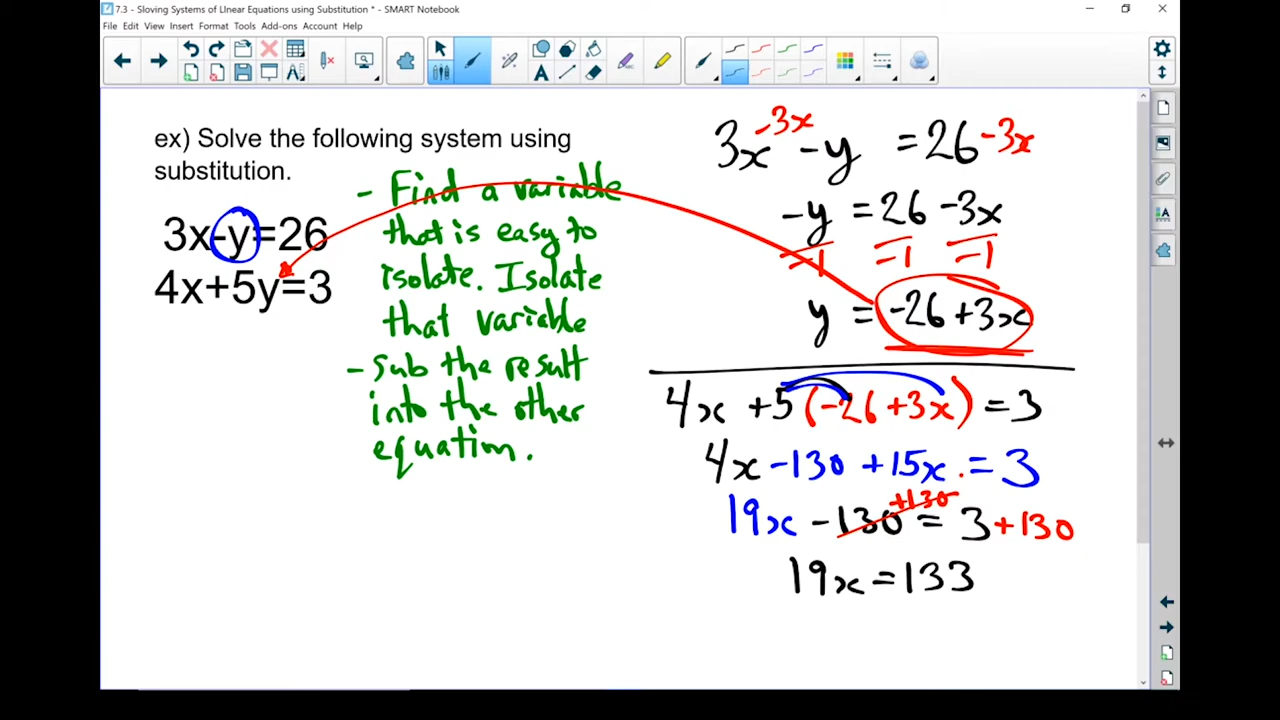 7.3 - Sloving Systems of LInear Equations using Substitution * - SMART Notebook
File Edit View Insert Format Tools Add-ons Account Help
ex) Solve the following system using
substitution.
3x-y=26
4x+5y=3
- Find a variable
that is easy to
isolate. Isolate
that variable
- Sub the result
into the other
equation.
3x -3x - y = 26 -3x
-y = 26 -3x
-1 -1 -1
y = -26 +3x
4x +5 (-26 +3x) = 3
4x -130 +15x = 3
19x -130 +130 = 3 +130
19x = 133